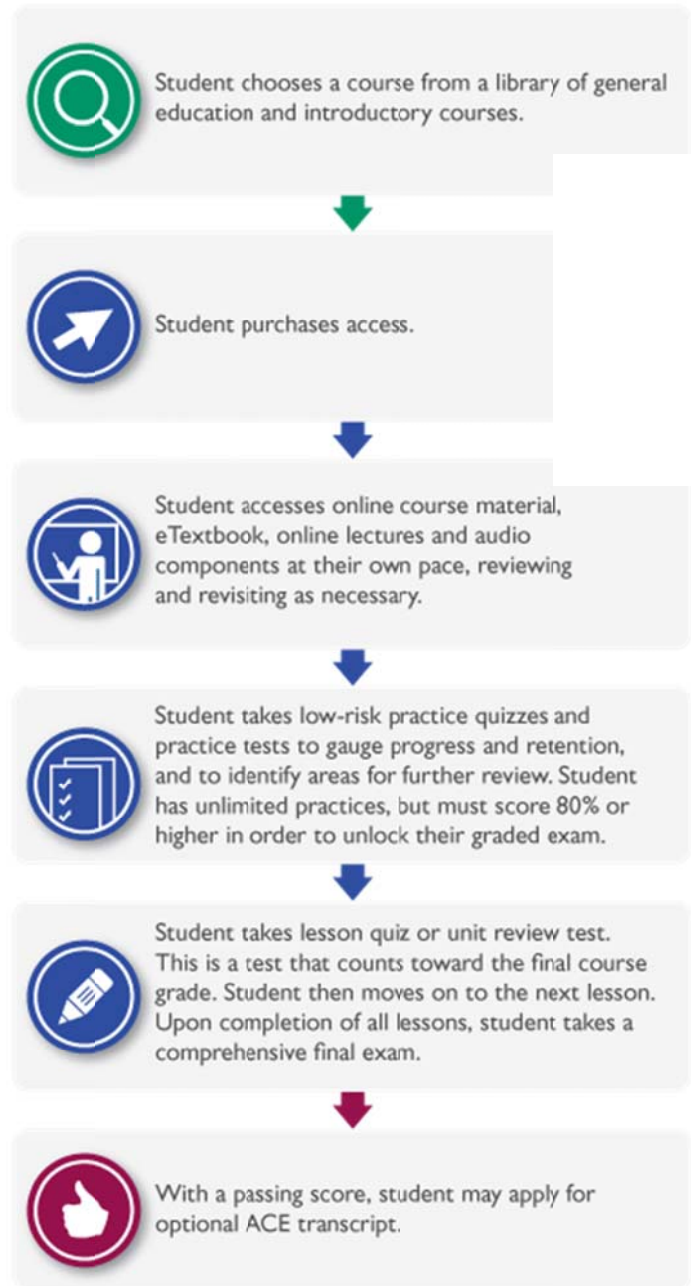 Student chooses a course from a library of general
education and introductory courses.
Student purchases access.
Student accesses online course material,
eTextbook, online lectures and audio
components at their own pace, reviewing
and revisiting as necessary.
Student takes low-risk practice quizzes and
practice tests to gauge progress and retention,
and to identify areas for further review. Student
has unlimited practices, but must score 80% or
higher in order to unlock their graded exam.
Student takes lesson quiz or unit review test.
This is a test that counts toward the final course
grade. Student then moves on to the next lesson.
Upon completion of all lessons, student takes a
comprehensive final exam.
With a passing score, student may apply for
optional ACE transcript.